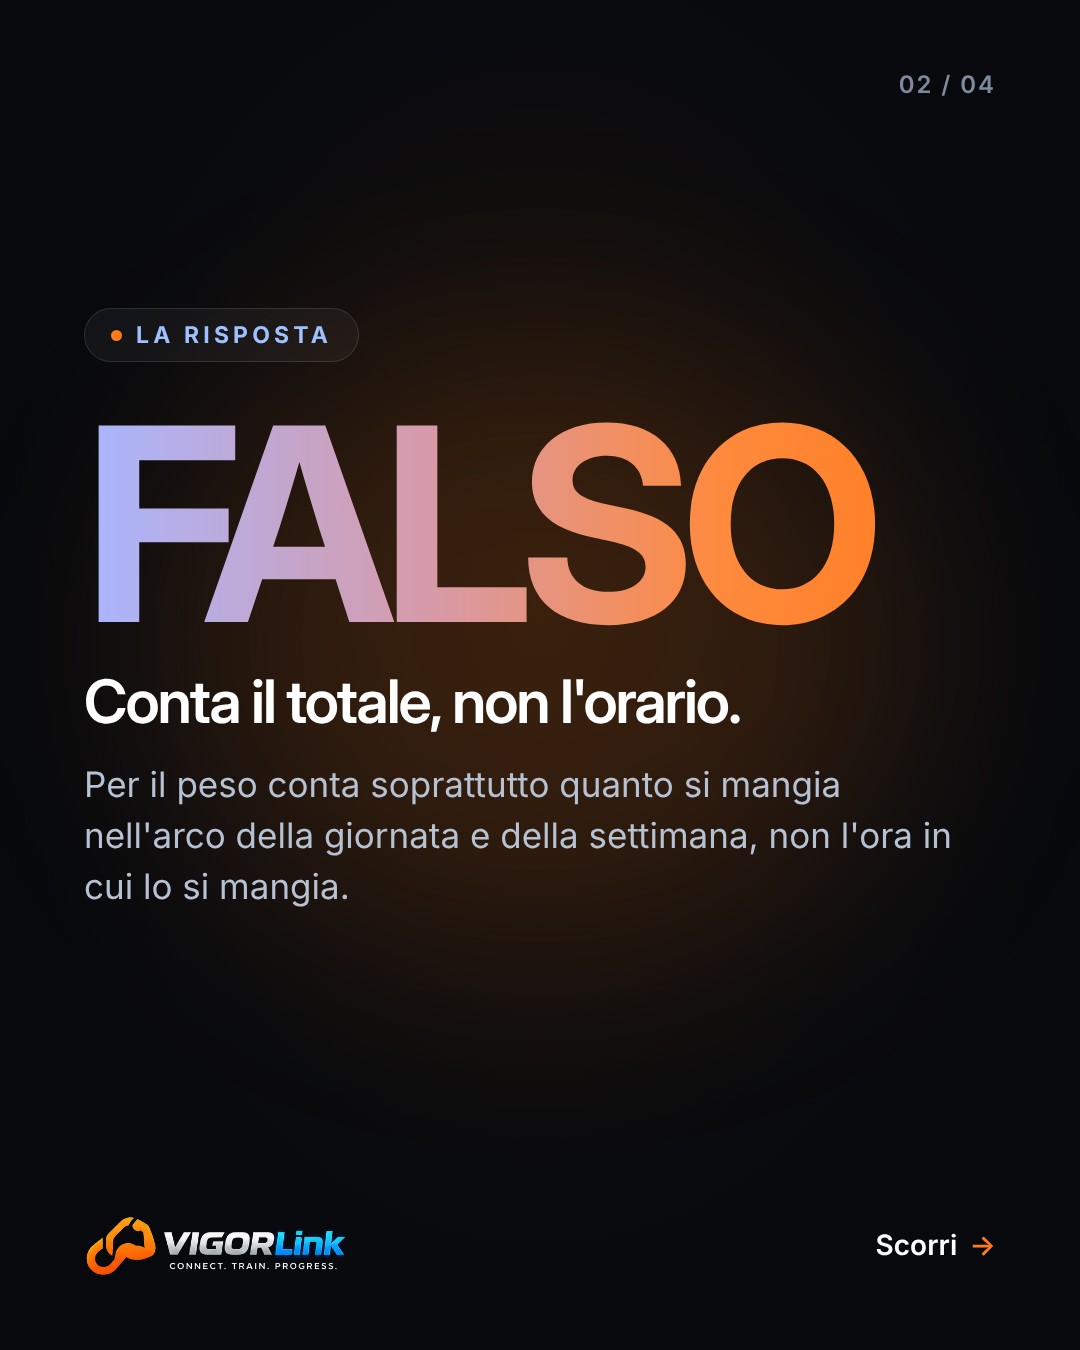 02 / 04
LA RISPOSTA
FALSO
Conta il totale, non l'orario.
Per il peso conta soprattutto quanto si mangia
nell'arco della giornata e della settimana, non l'ora in
cui lo si mangia.
VIGORLink
CONNECT. TRAIN. PROGRESS.
Scorri →